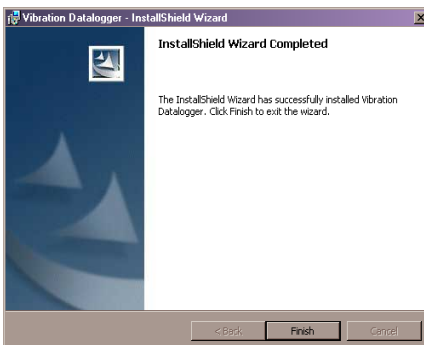 Vibration Datalogger - InstallShield Wizard
InstallShield Wizard Completed
The InstallShield Wizard has successfully installed Vibration
Datalogger. Click Finish to exit the wizard.
< Back
Finish
Cancel